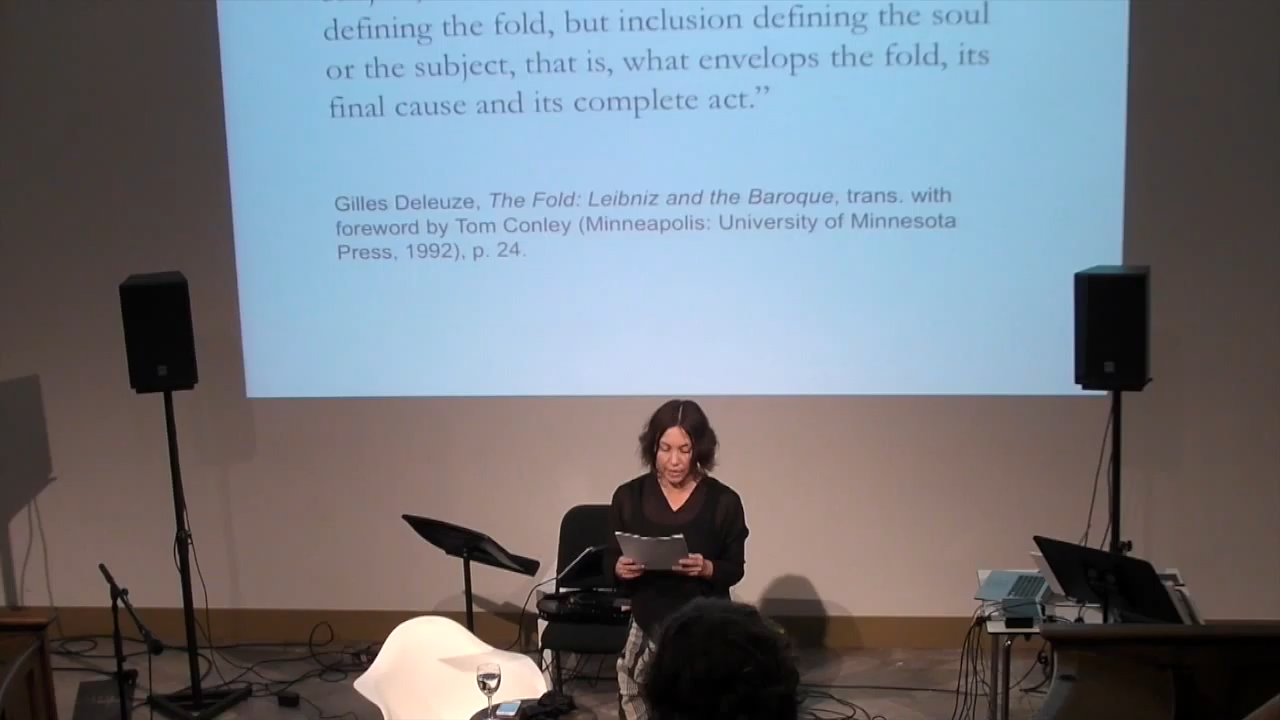 defining the fold, but inclusion defining the soul
or the subject, that is, what envelops the fold, its
final cause and its complete act.”
Gilles Deleuze, The Fold: Leibniz and the Baroque, trans. with
foreword by Tom Conley (Minneapolis: University of Minnesota
Press, 1992), p. 24.